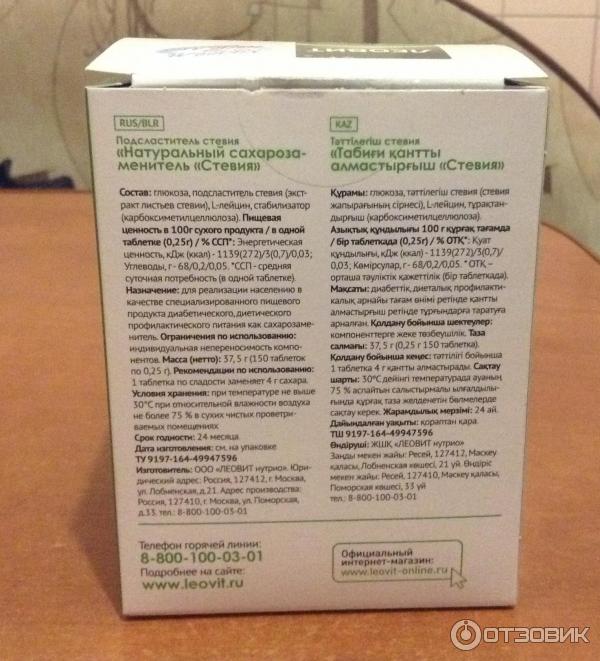 ЛЕОВИТ
RUS/BLR
Подсластитель стевия
«Натуральный сахароза-
менитель «Стевия»
Состав: глюкоза, подсластитель стевия (экст-
ракт листьев стевии), L-лейцин, стабилизатор
(карбоксиметилцеллюлоза). Пищевая
ценность в 100г сухого продукта / в одной
таблетке (0,25г) / % ССП*: Энергетическая
ценность, кДж (ккал) - 1139(272)/3(0,7)/0,03;
Углеводы, г - 68/0,2/0,05. *ССП - средняя
суточная потребность (в одной таблетке).
Назначение: для реализации населению в
качестве специализированного пищевого
продукта диабетического, диетического
профилактического питания как сахарозаме-
нитель. Ограничения по использованию:
индивидуальная непереносимость компо-
нентов. Масса (нетто): 37, 5 г (150 таблеток
по 0,25 г). Рекомендации по использованию:
1 таблетка по сладости заменяет 4 г сахара.
Условия хранения: при температуре не выше
30°С при относительной влажности воздуха
не более 75 % в сухих чистых проветри-
ваемых помещениях
Срок годности: 24 месяца.
Дата изготовления: см. на упаковке
ТУ 9197-164-49947596
Изготовитель: ООО «ЛЕОВИТ нутрио». Юри-
дический адрес: Россия, 127412, г. Москва,
ул. Лобненская, д.21. Адрес производства:
Россия, 127410, г. Москва, ул. Поморская,
д.33. тел.: 8-800-100-03-01
KAZ
Тәттілегіш стевия
«Табиғи қантты
алмастырғыш «Стевия»
Құрамы: глюкоза, тәттілегіш стевия (стевия
жапырағының сірнесі), L-лейцин, тұрақтан-
дырғыш (карбоксиметилцеллюлоза).
Азықтық құндылығы 100 г құрғақ тағамда
/ бір таблеткада (0,25г) / % ОТҚ*: Қуат
құндылығы, кДж (ккал) - 1139(272)/3(0,7)/
0,03; Көмірсулар, г- 68/0,2/0,05. * ОТҚ –
орташа тәуліктік қажеттілік (бір таблеткада).
Мақсаты: диабеттік, диеталық профилакти-
калық арнайы тағам өнімі ретінде қантты
алмастырғыш ретінде тұрғындарға таратуға
арналған. Қолдану бойынша шектеулер:
компоненттерге жеке төзбеушілік. Таза
салмағы: 37, 5 г (0,25 г 150 таблетка).
Қолдану бойынша кеңес: тәттілігі бойынша
1 таблетка 4 г қантты алмастырады. Сақтау
шарты: 30°С дейінгі температурада ауаның
75 % аспайтын салыстырмалы ылғалдылы-
ғында құрғақ таза желденетін бөлмелерде
сақтау керек. Жарамдылық мерзімі: 24 ай.
Дайындалған уақыты: қораптан қара.
ТШ 9197-164-49947596
Өндіруші: ЖШҚ «ЛЕОВИТ нутрио»
Заңды мекен жайы: Ресей, 127412, Мәскеу
қаласы, Лобненская көшесі, 21 үй. Өндіріс
мекен жайы: Ресей, 127410, Мәскеу қаласы,
Поморская көшесі, 33 үй
тел.: 8-800-100-03-01
Телефон горячей линии:
8-800-100-03-01
Подробнее на сайте:
www.leovit.ru
Официальный
интернет-магазин:
www.leovit-online.ru
ОТЗОВИК